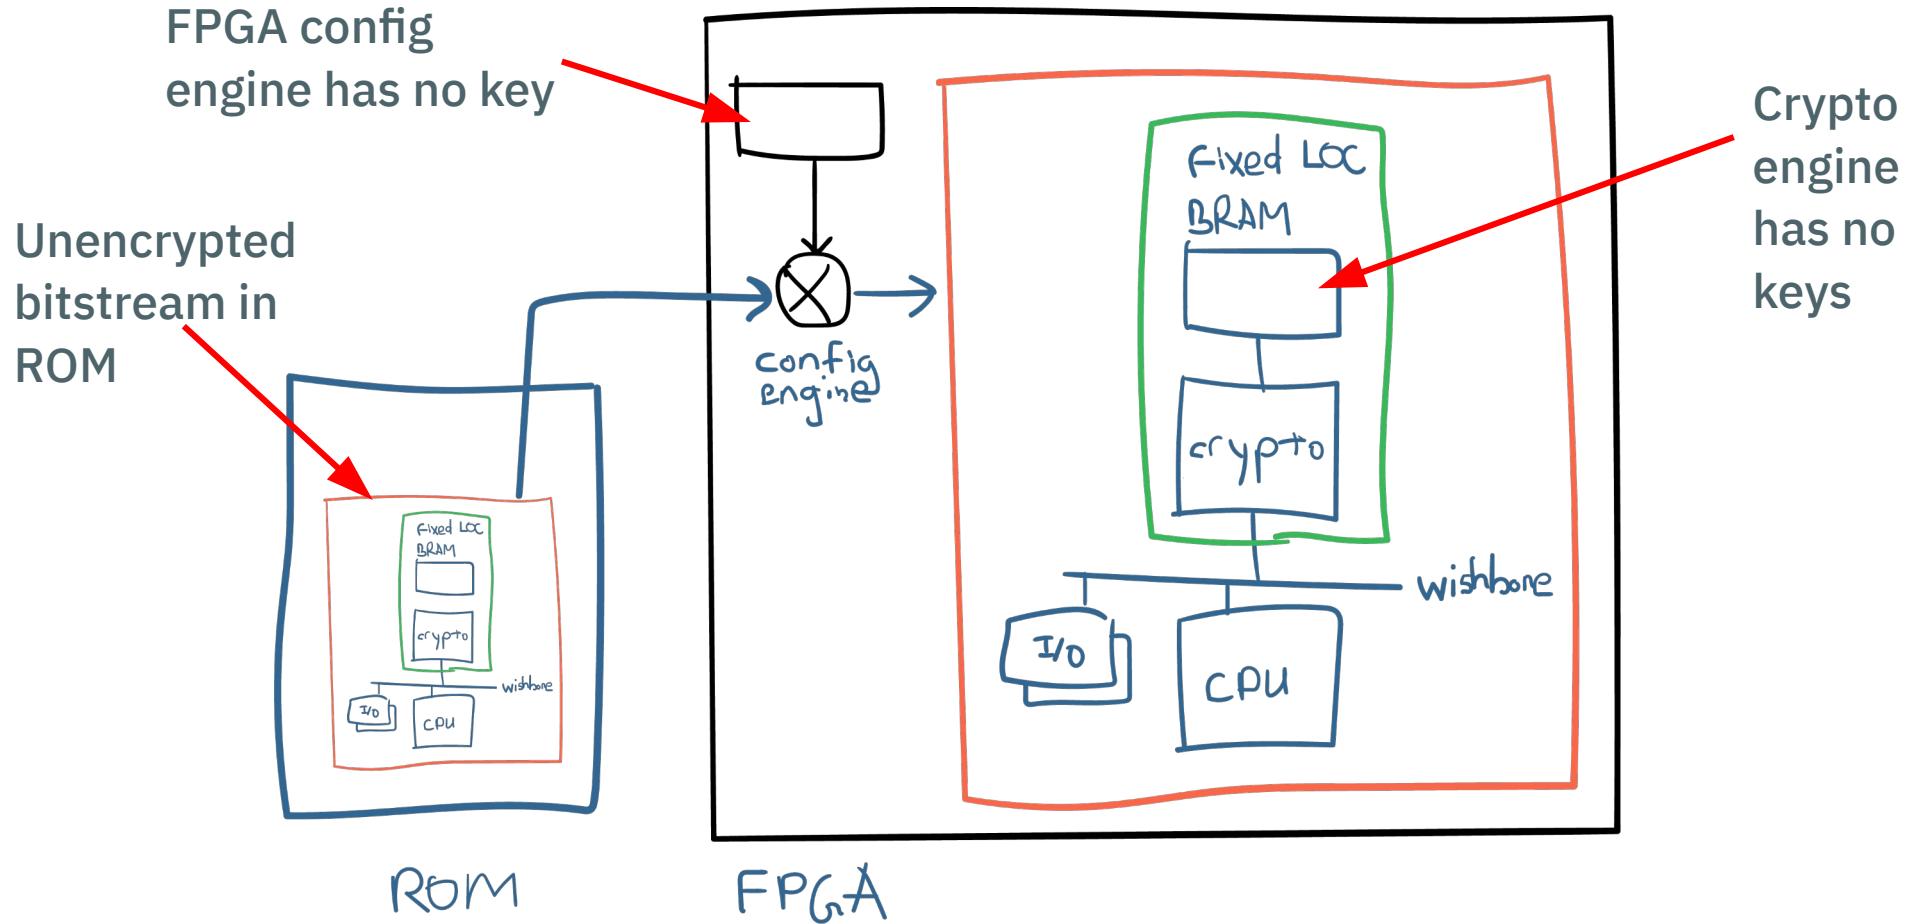 FPGA config
engine has no key
Unencrypted
bitstream in
ROM
Crypto
engine
has no
keys
config
engine
Fixed LOC
BRAM
crypto
wishbone
I/O
CPU
Fixed LOC
BRAM
crypto
wishbone
I/O
CPU
ROM
FPGA